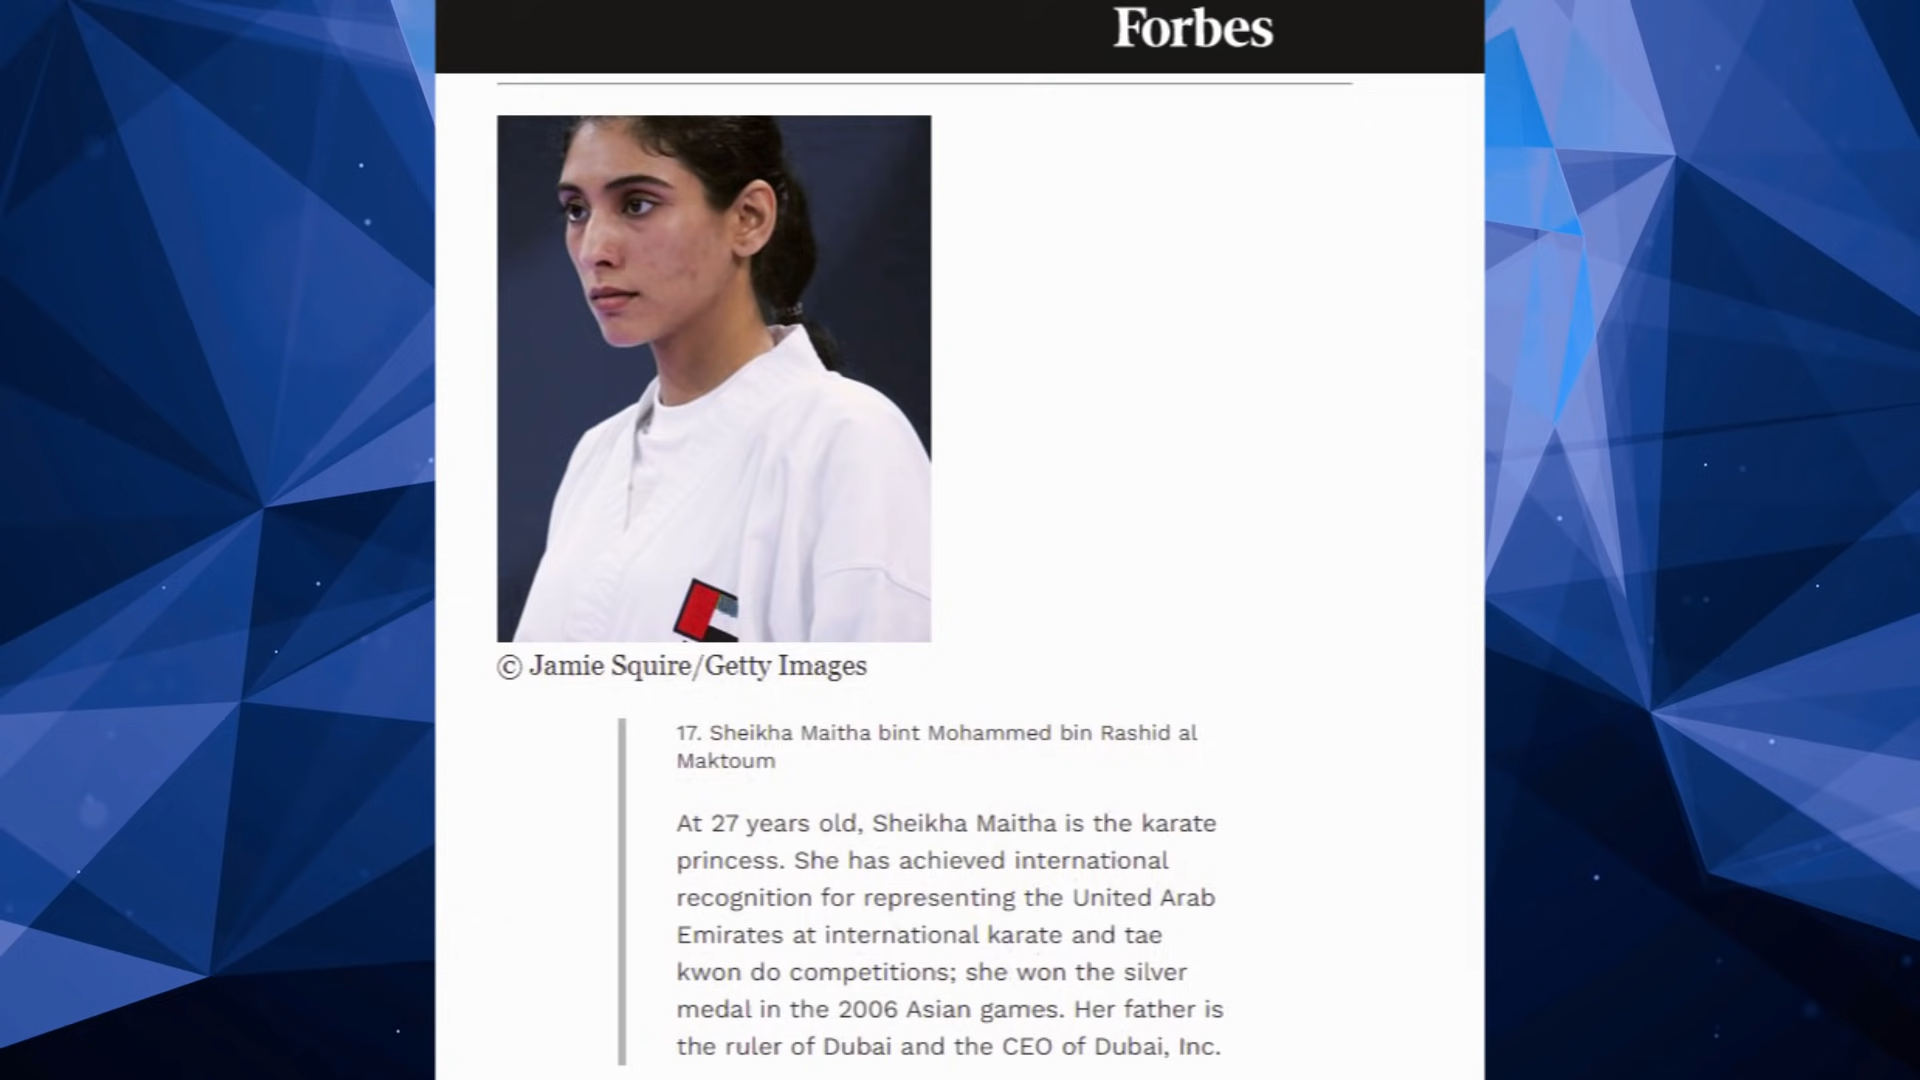 Forbes
© Jamie Squire/Getty Images
17. Sheikha Maitha bint Mohammed bin Rashid al
Maktoum
At 27 years old, Sheikha Maitha is the karate
princess. She has achieved international
recognition for representing the United Arab
Emirates at international karate and tae
kwon do competitions; she won the silver
medal in the 2006 Asian games. Her father is
the ruler of Dubai and the CEO of Dubai, Inc.